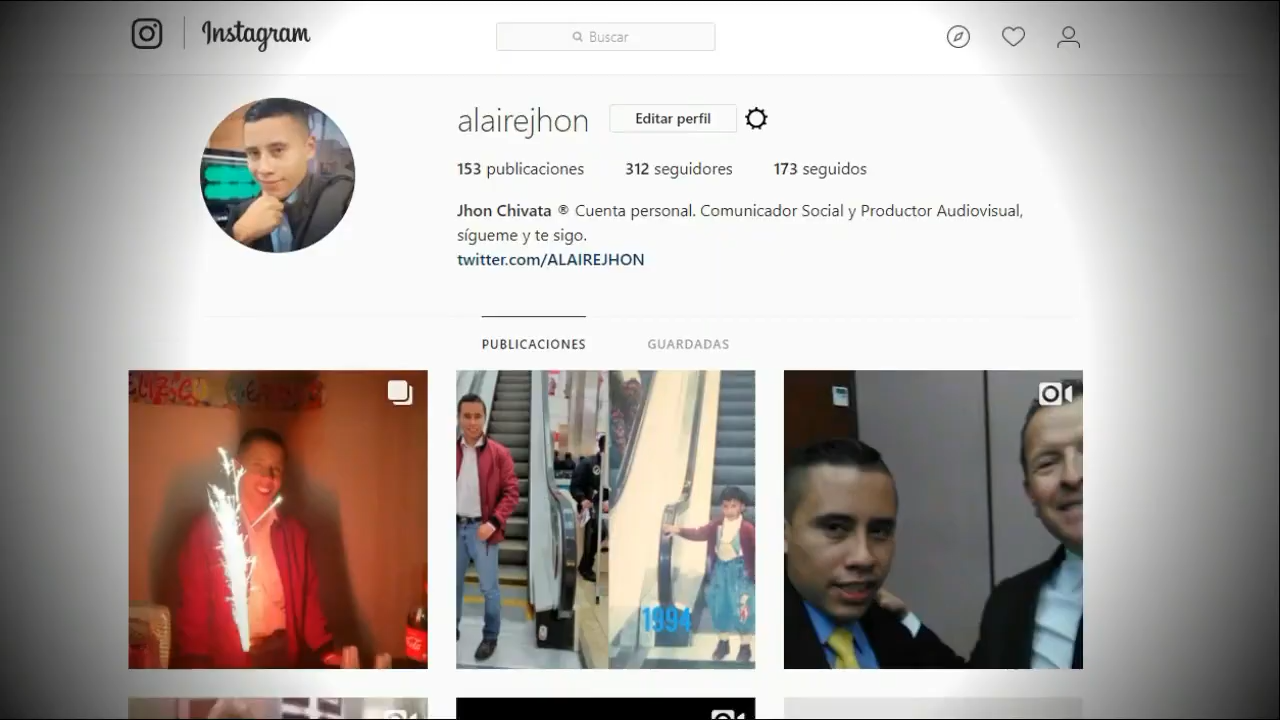 Instagram
Buscar
alairejhon
Editar perfil
153 publicaciones
312 seguidores
173 seguidos
Jhon Chivata ® Cuenta personal. Comunicador Social y Productor Audiovisual,
sígueme y te sigo.
twitter.com/ALAIREJHON
PUBLICACIONES
GUARDADAS
1994